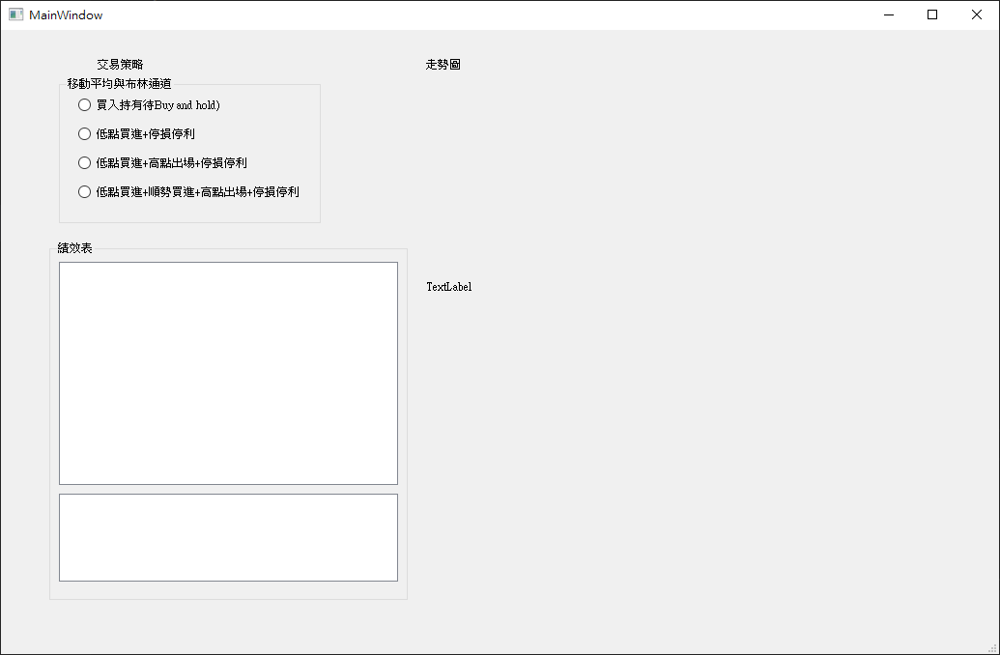 MainWindow
交易策略
走勢圖
移動平均與布林通道
買入持有待Buy and hold)
低點買進+停損停利
低點買進+高點出場+停損停利
低點買進+順勢買進+高點出場+停損停利
績效表
TextLabel